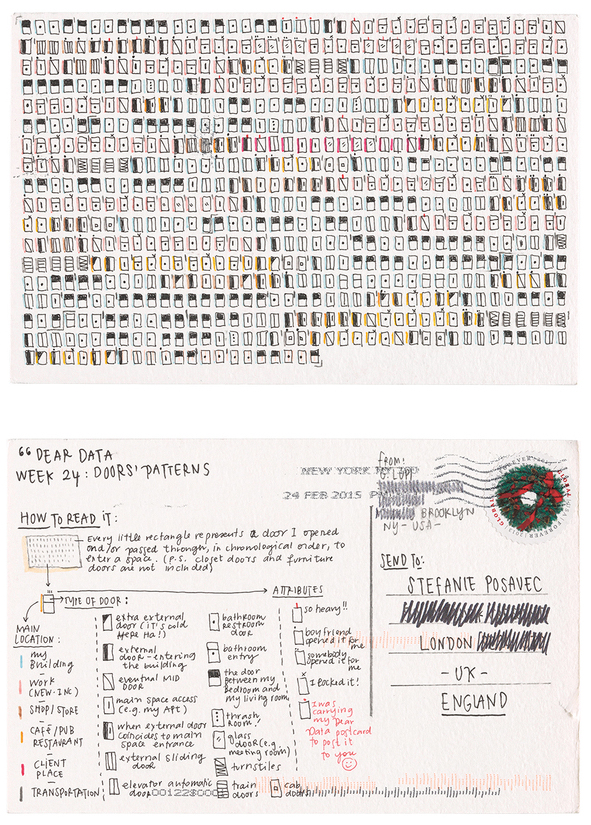 “ DEAR DATA
WEEK 24: DOORS' PATTERNS
HOW TO READ IT:
Every little rectangle represents a door I opened
and/or passed through, in chronological order, to
enter a space. (p.s. closet doors and furniture
doors are not included)
TYPE OF DOOR:
MAIN
LOCATION:
my
Building
WORK
(NEW·INC)
SHOP/STORE
CAFÉ/PUB
RESTAURANT
CLIENT
PLACE
TRANSPORTATION
extra external
door (it's cold
HERE Ha!)
external
door - entering
the building
eventual MID
DOOR
main space access
(e.g. my APT)
when external door
coincides to main
space entrance
external sliding
door
elevator automatic
door
bathroom
restroom
door
bathroom
entry
the door
between my
Bedroom and
my living room
thrash
ROOM!
glass
door (e.g.
meeting room)
turnstiles
train
doors
cab
doors
ATTRIBUTES
so heavy!!
boyfriend
opened it for
me
somebody
opened it for
me
I locked it!
I was
carrying
my Dear
Data postcard
to post it
to you
FROM:
G. LUPI
BROOKLYN
NY - USA -
NEW YORK NY 100
24 FEB 2015 PM
FOREVER
GLOBAL
SEND TO:
STEFANIE POSAVEC
LONDON
- UK -
ENGLAND